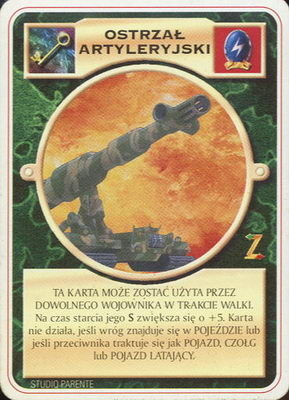 OSTRZAŁ
ARTYLERYJSKI
Z
TA KARTA MOŻE ZOSTAĆ UŻYTA PRZEZ
DOWOLNEGO WOJOWNIKA W TRAKCIE WALKI.
Na czas starcia jego S zwiększa się o +5. Karta
nie działa, jeśli wróg znajduje się w POJEŹDZIE lub
jeśli przeciwnika traktuje się jak POJAZD, CZOŁG
lub POJAZD LATAJĄCY.
STUDIO PARENTE